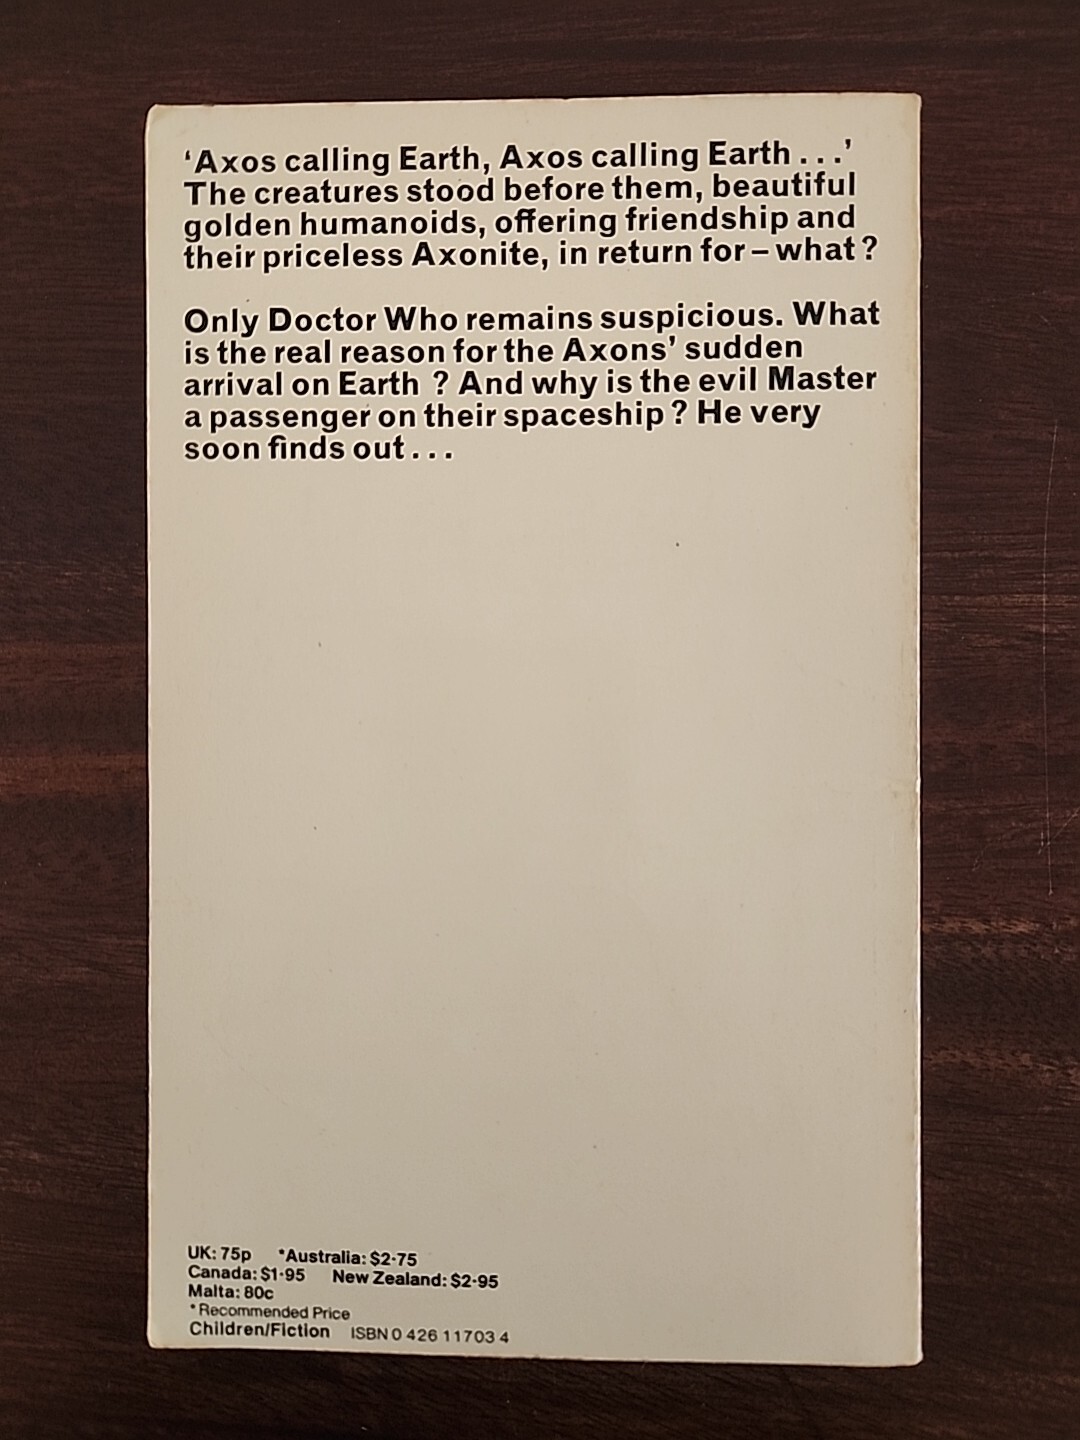 ‘Axos calling Earth, Axos calling Earth . . .’
The creatures stood before them, beautiful
golden humanoids, offering friendship and
their priceless Axonite, in return for – what ?
Only Doctor Who remains suspicious. What
is the real reason for the Axons’ sudden
arrival on Earth ? And why is the evil Master
a passenger on their spaceship ? He very
soon finds out . . .
UK: 75p *Australia: $2·75
Canada: $1·95 New Zealand: $2·95
Malta: 80c
*Recommended Price
Children/Fiction ISBN 0 426 11703 4